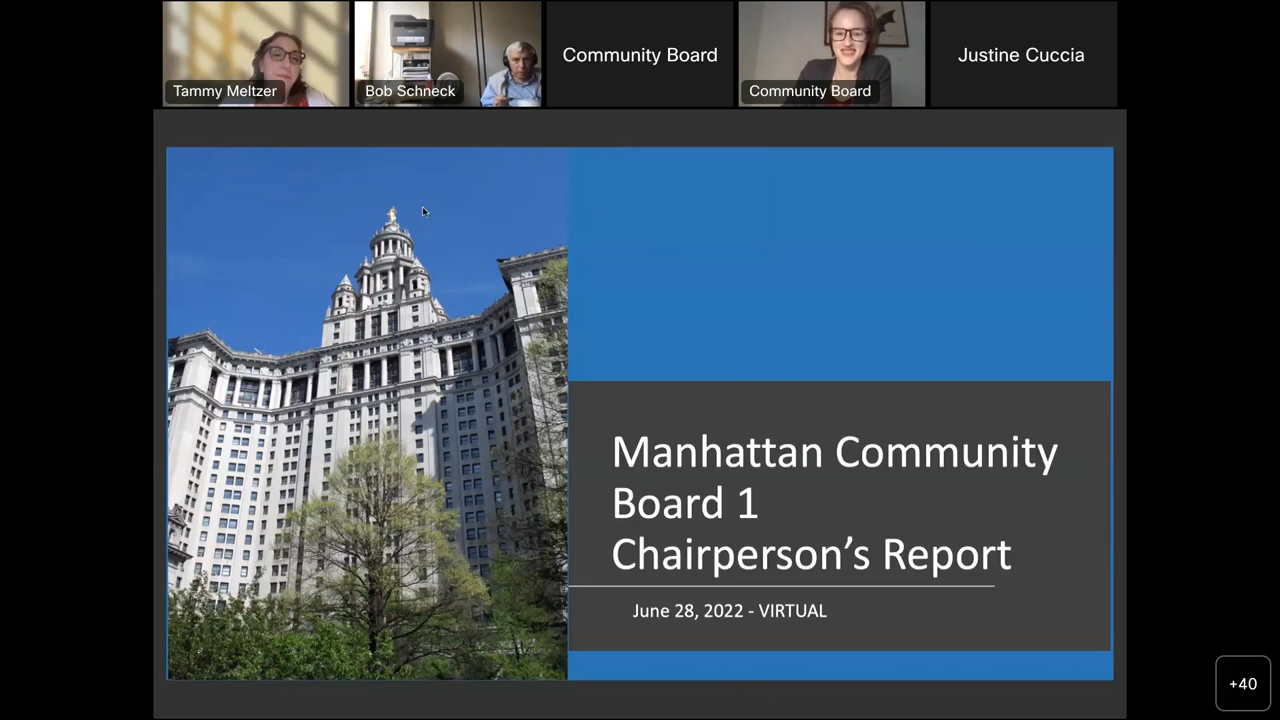 Tammy Meltzer
Bob Schneck
Community Board
Community Board
Justine Cuccia
Manhattan Community
Board 1
Chairperson’s Report
June 28, 2022 - VIRTUAL
+40